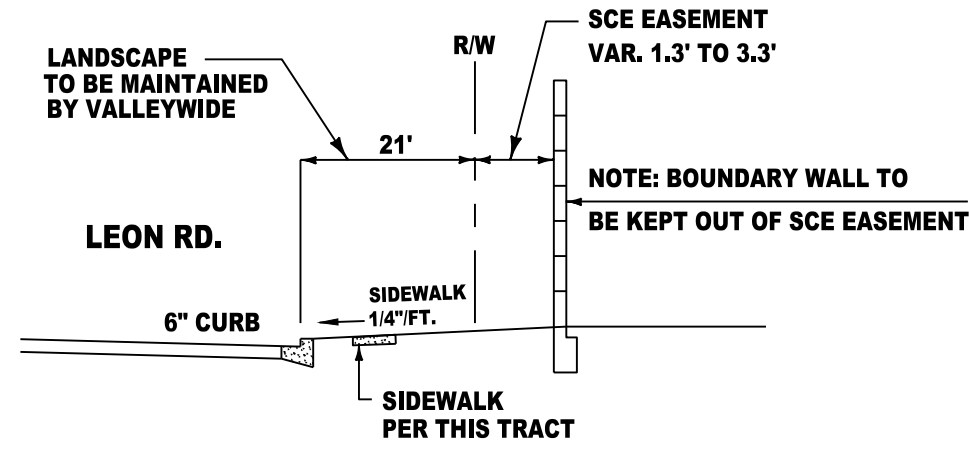 SCE EASEMENT
VAR. 1.3' TO 3.3'
R/W
LANDSCAPE
TO BE MAINTAINED
BY VALLEYWIDE
21'
NOTE: BOUNDARY WALL TO
BE KEPT OUT OF SCE EASEMENT
LEON RD.
SIDEWALK
1/4"/FT.
6" CURB
SIDEWALK
PER THIS TRACT